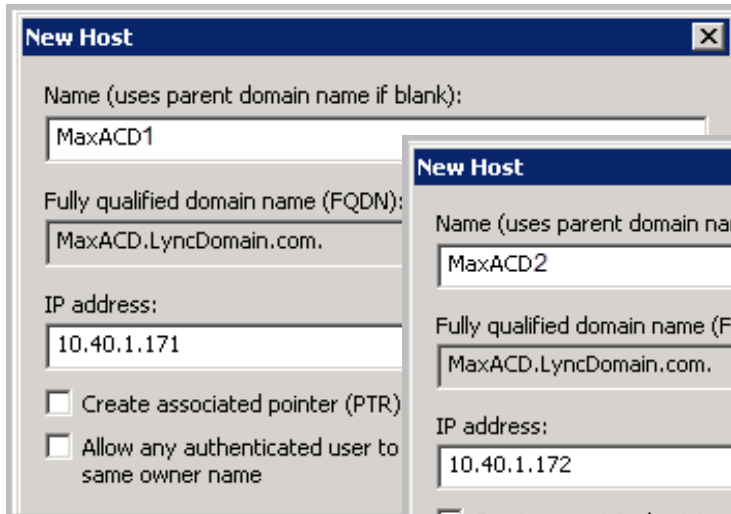 New Host
Name (uses parent domain name if blank):
MaxACD1
Fully qualified domain name (FQDN):
MaxACD.LyncDomain.com.
IP address:
10.40.1.171
Create associated pointer (PTR)
Allow any authenticated user to
same owner name
New Host
Name (uses parent domain
MaxACD2
Fully qualified domain name
MaxACD.LyncDomain.com.
IP address:
10.40.1.172